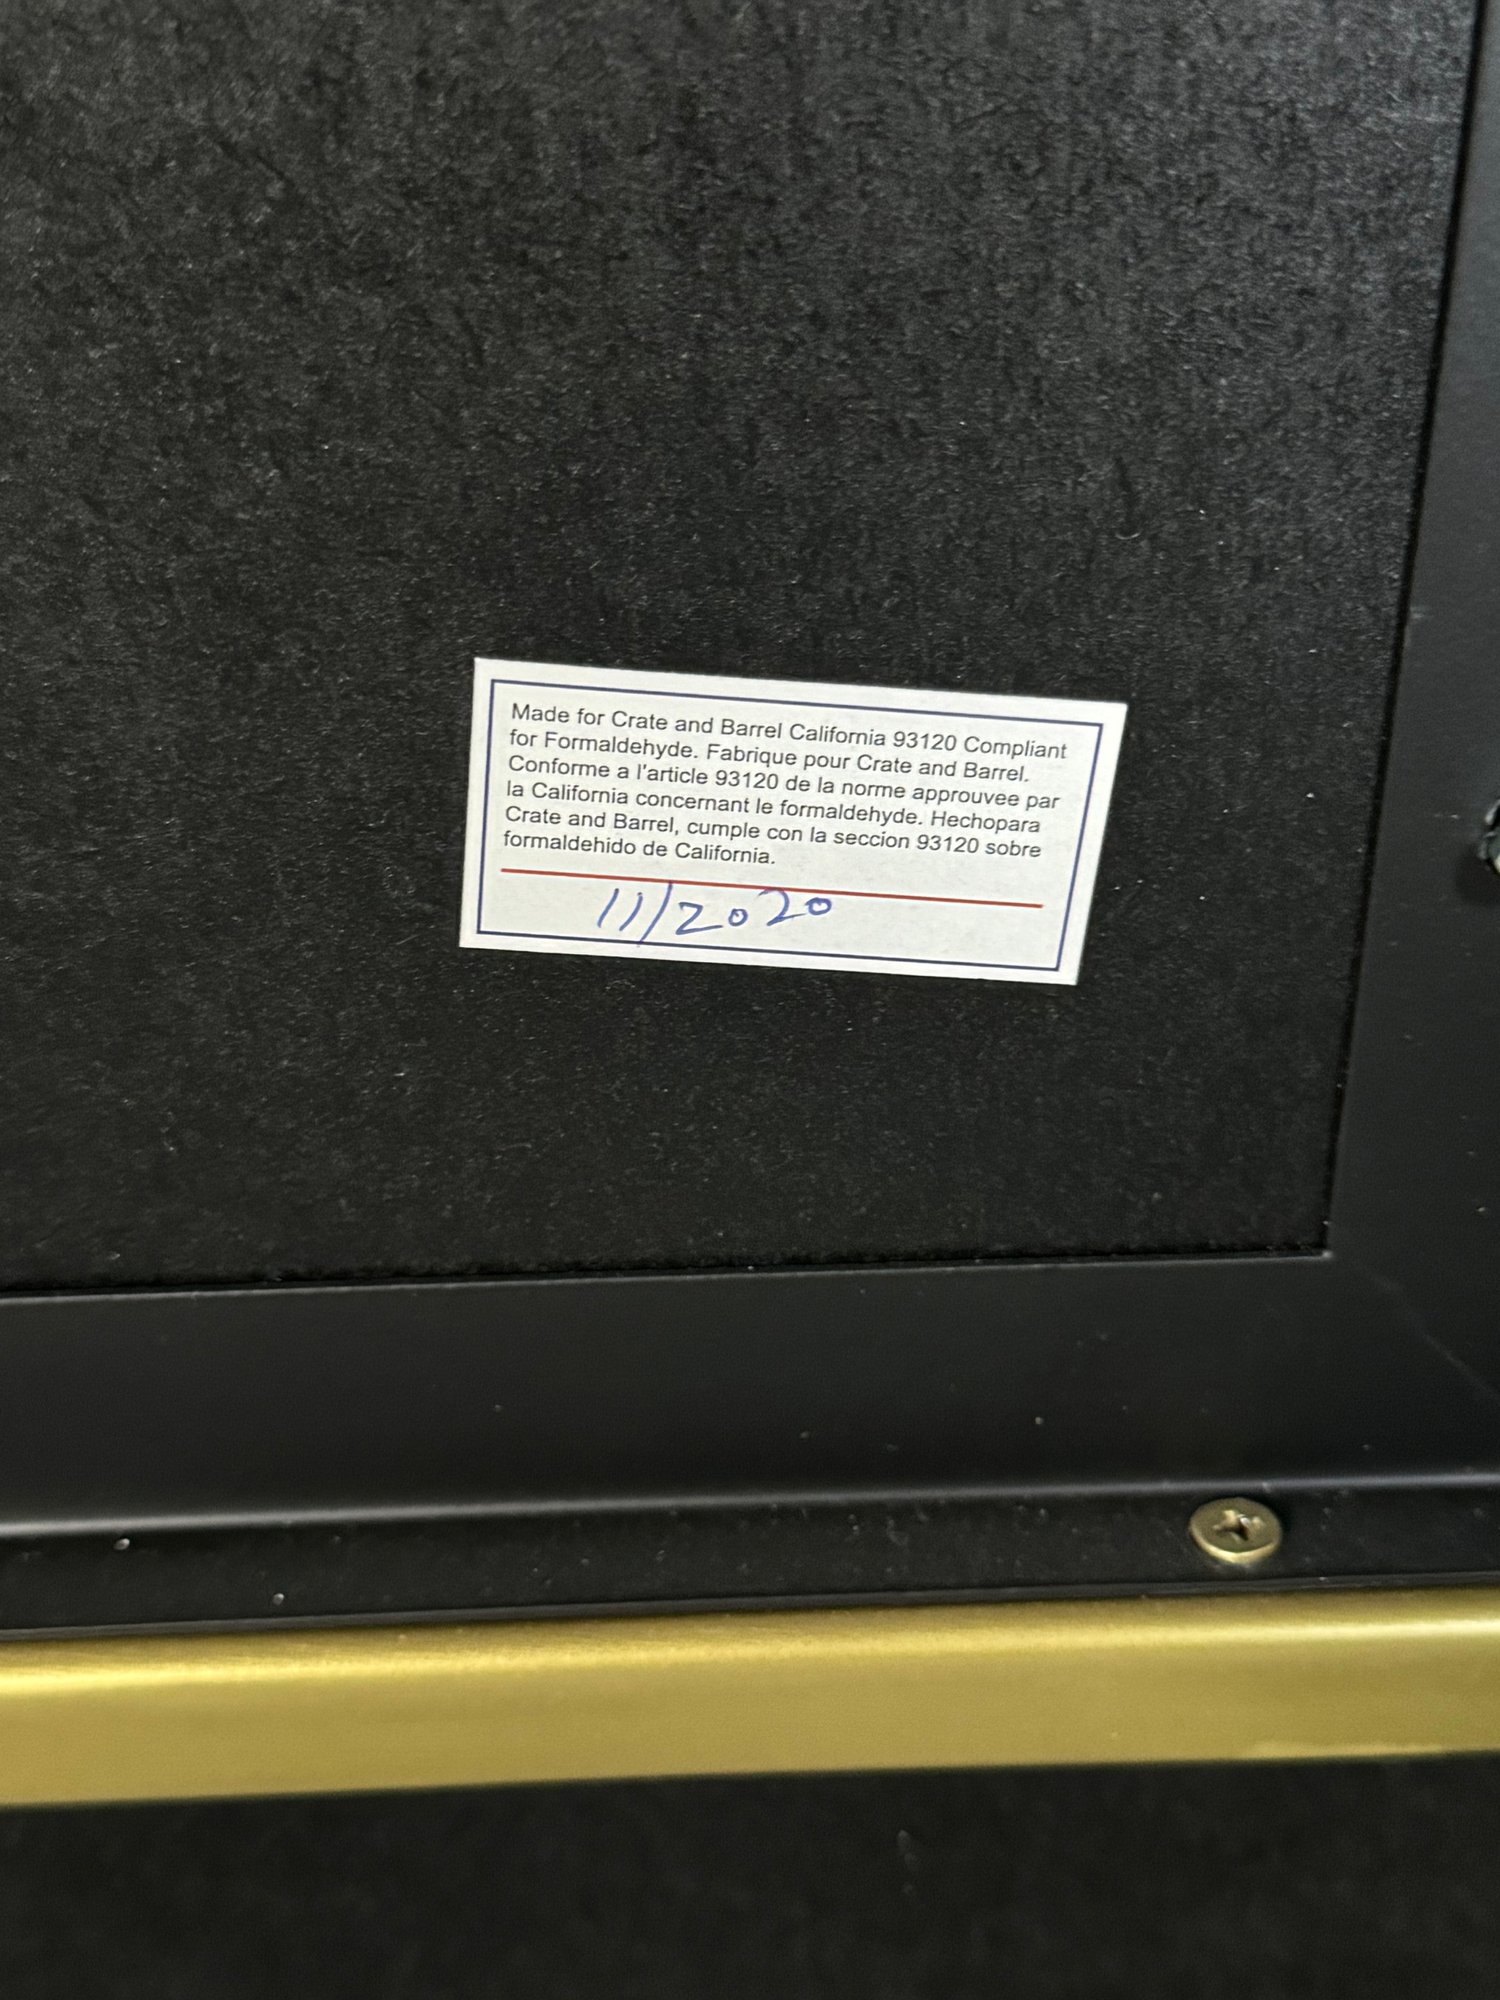 Made for Crate and Barrel California 93120 Compliant
for Formaldehyde. Fabrique pour Crate and Barrel.
Conforme a l'article 93120 de la norme approuvee par
la California concernant le formaldehyde. Hechopara
Crate and Barrel, cumple con la seccion 93120 sobre
formaldehido de California.
11/2020